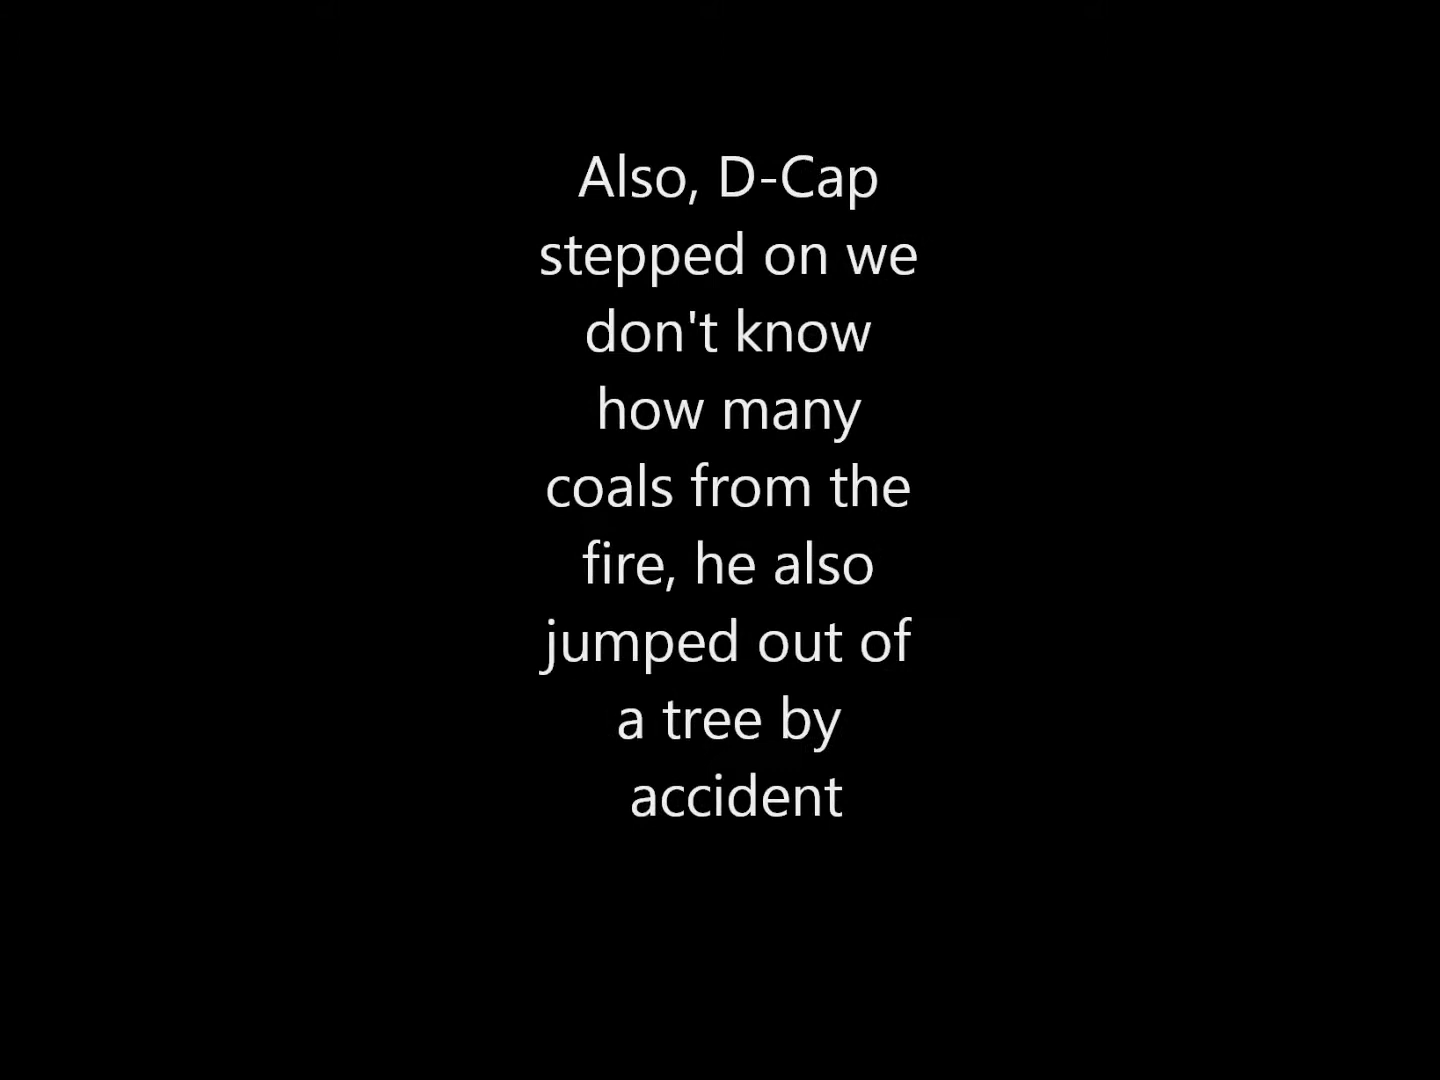 Also, D-Cap
stepped on we
don't know
how many
coals from the
fire, he also
jumped out of
a tree by
accident